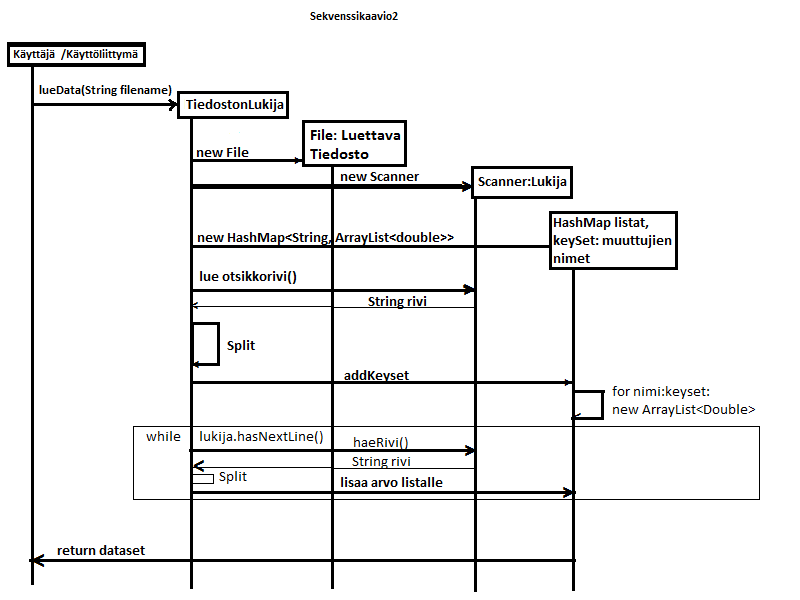 Sekvenssikaavio2
Käyttäjä /Käyttöliittymä
lueData(String filename)
TiedostonLukija
File: Luettava
Tiedosto
new File
new Scanner
Scanner:Lukija
HashMap listat,
keySet: muuttujien
nimet
new HashMap<String, ArrayList<double>>
lue otsikkorivi()
String rivi
Split
addKeyset
for nimi:keyset:
new ArrayList<Double>
while
lukija.hasNextLine()
haeRivi()
String rivi
Split
lisaa arvo listalle
return dataset